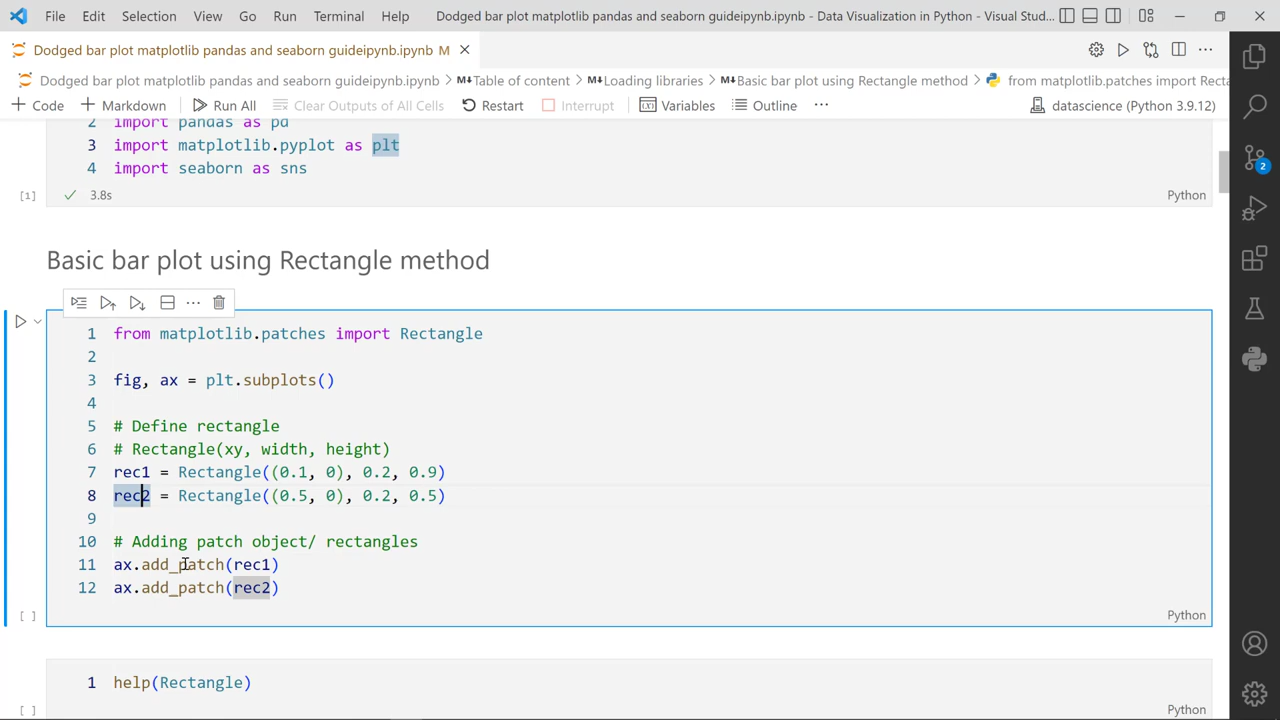 File Edit Selection View Go Run Terminal Help Dodged bar plot matplotlib pandas and seaborn guideipynb.ipynb - Data Visualization in Python - Visual Stud...
Dodged bar plot matplotlib pandas and seaborn guideipynb.ipynb M
Dodged bar plot matplotlib pandas and seaborn guideipynb.ipynb > Table of content > Loading libraries > Basic bar plot using Rectangle method > from matplotlib.patches import Recta
+ Code + Markdown Run All Clear Outputs of All Cells Restart Interrupt Variables Outline ... datascience (Python 3.9.12)
2 import pandas as pd
3 import matplotlib.pyplot as plt
4 import seaborn as sns
[1] 3.8s Python
Basic bar plot using Rectangle method
1 from matplotlib.patches import Rectangle
2
3 fig, ax = plt.subplots()
4
5 # Define rectangle
6 # Rectangle(xy, width, height)
7 rec1 = Rectangle((0.1, 0), 0.2, 0.9)
8 rec2 = Rectangle((0.5, 0), 0.2, 0.5)
9
10 # Adding patch object/ rectangles
11 ax.add_patch(rec1)
12 ax.add_patch(rec2)
[ ] Python
1 help(Rectangle)
[ ] Python
2